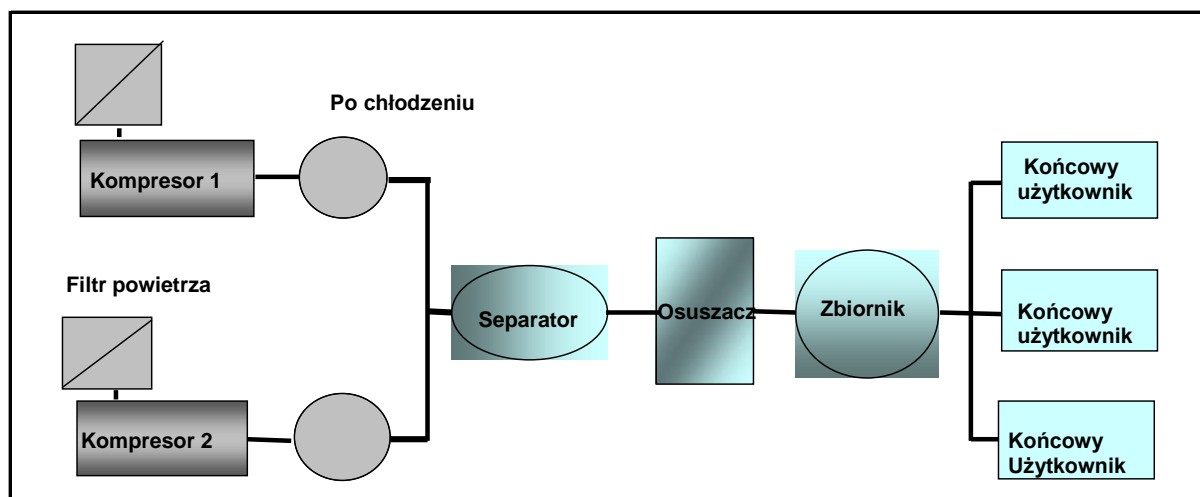 Po chłodzeniu
Kompresor 1
Końcowy
użytkownik
Filtr powietrza
Separator
Osuszacz
Zbiornik
Końcowy
użytkownik
Kompresor 2
Końcowy
Użytkownik